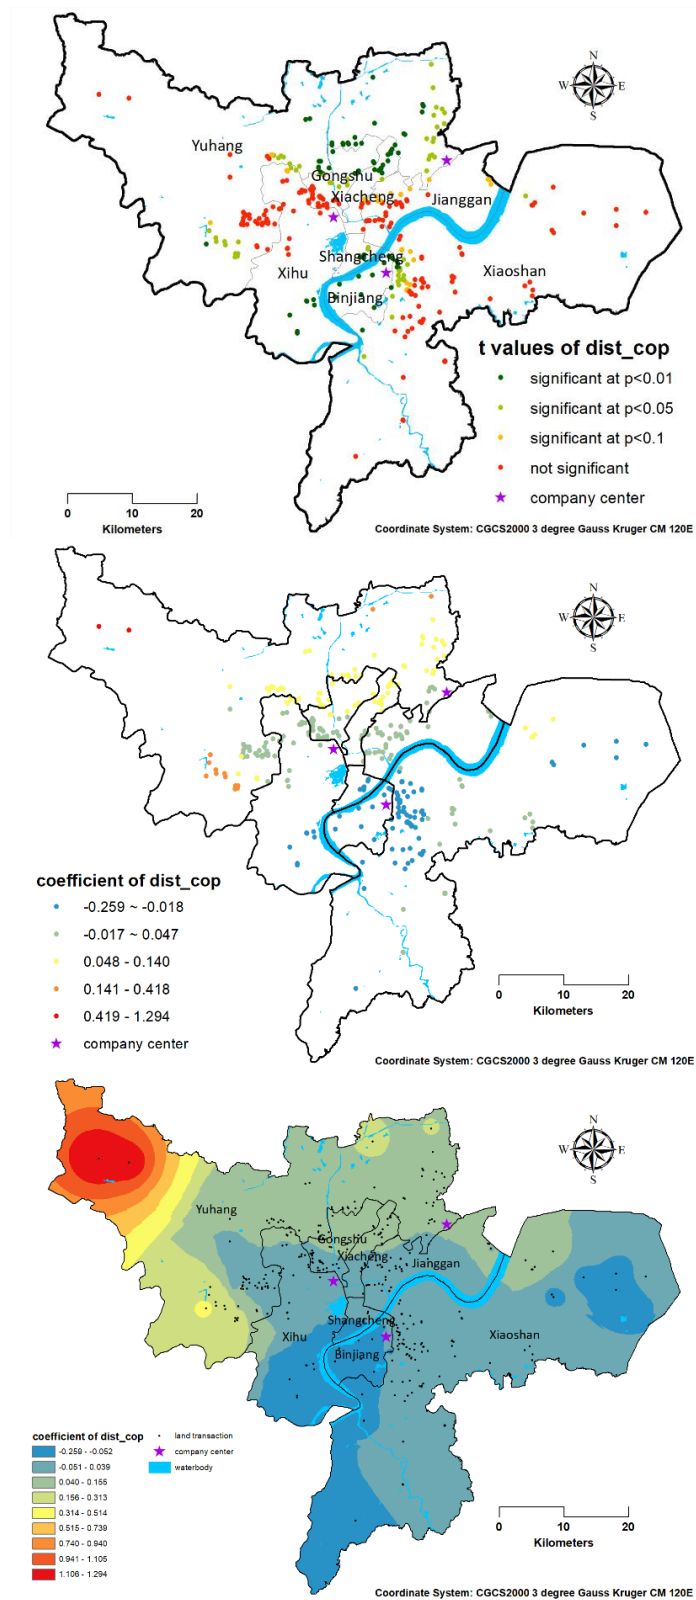 N
W E
S
Yuhang
Gongshu
Xiacheng
Jianggan
Shangcheng
Xihu
Xiaoshan
Binjiang
t values of dist_cop
significant at p<0.01
significant at p<0.05
significant at p<0.1
not significant
company center
0 10 20
Kilometers
Coordinate System: CGCS2000 3 degree Gauss Kruger CM 120E
N
W E
S
coefficient of dist_cop
-0.259 ~ -0.018
-0.017 ~ 0.047
0.048 - 0.140
0.141 - 0.418
0.419 - 1.294
company center
0 10 20
Kilometers
Coordinate System: CGCS2000 3 degree Gauss Kruger CM 120E
N
W E
S
Yuhang
Gongshu
Xiacheng
Jianggan
Shangcheng
Xihu
Xiaoshan
Binjiang
coefficient of dist_cop
-0.259 - -0.052
-0.051 - 0.039
0.040 - 0.155
0.156 - 0.313
0.314 - 0.514
0.515 - 0.739
0.740 - 0.940
0.941 - 1.105
1.106 - 1.294
land transaction
company center
waterbody
0 10 20
Kilometers
Coordinate System: CGCS2000 3 degree Gauss Kruger CM 120E